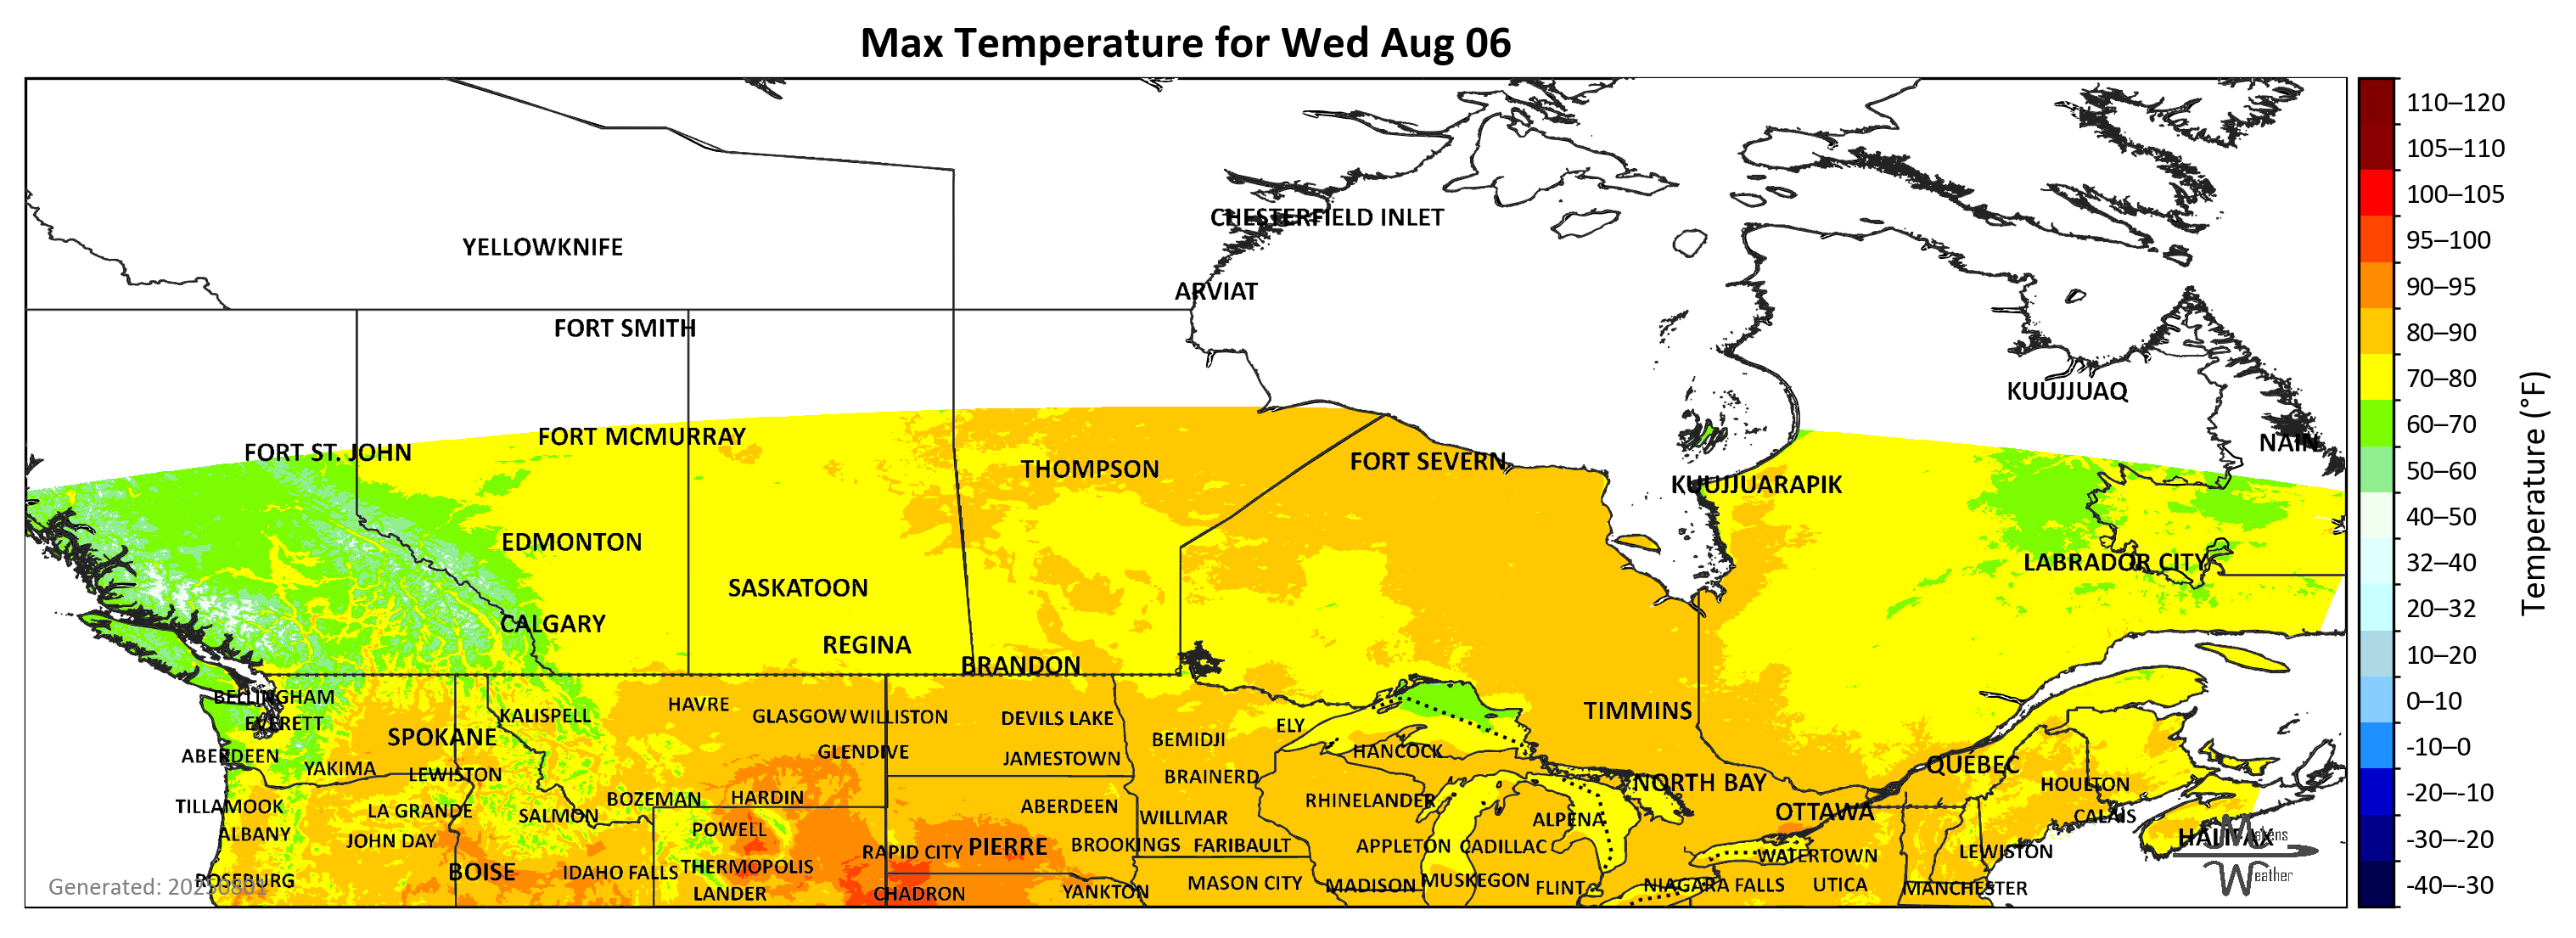 Max Temperature for Wed Aug 06
110–120
105–110
100–105
95–100
90–95
80–90
70–80
60–70
50–60
40–50
32–40
20–32
10–20
0–10
-10–0
-20–-10
-30–-20
-40–-30
Temperature (°F)
CHESTERFIELD INLET
YELLOWKNIFE
ARVIAT
FORT SMITH
KUUJJUAQ
FORT MCMURRAY
NAIN
FORT ST. JOHN
FORT SEVERN
THOMPSON
KUUJJUARAPIK
EDMONTON
LABRADOR CITY
SASKATOON
CALGARY
REGINA
BRANDON
BELLINGHAM
HAVRE
TIMMINS
KALISPELL
GLASGOW
WILLISTON
DEVILS LAKE
EVERETT
ELY
SPOKANE
BEMIDJI
GLENDIVE
HANCOCK
ABERDEEN
JAMESTOWN
QUEBEC
YAKIMA
LEWISTON
BRAINERD
NORTH BAY
HOULTON
BOZEMAN
HARDIN
RHINELANDER
TILLAMOOK
ABERDEEN
LA GRANDE
SALMON
WILLMAR
ALPENA
OTTAWA
CALAIS
POWELL
ALBANY
JOHN DAY
PIERRE
BROOKINGS
FARIBAULT
APPLETON
CADILLAC
HALIFAX
Makens
RAPID CITY
LEWISTON
WATERTOWN
THERMOPOLIS
BOISE
IDAHO FALLS
Weather
ROSEBURG
MASON CITY
MADISON
MUSKEGON
FLINT
NIAGARA FALLS
UTICA
MANCHESTER
LANDER
CHADRON
YANKTON
Generated: 20250801